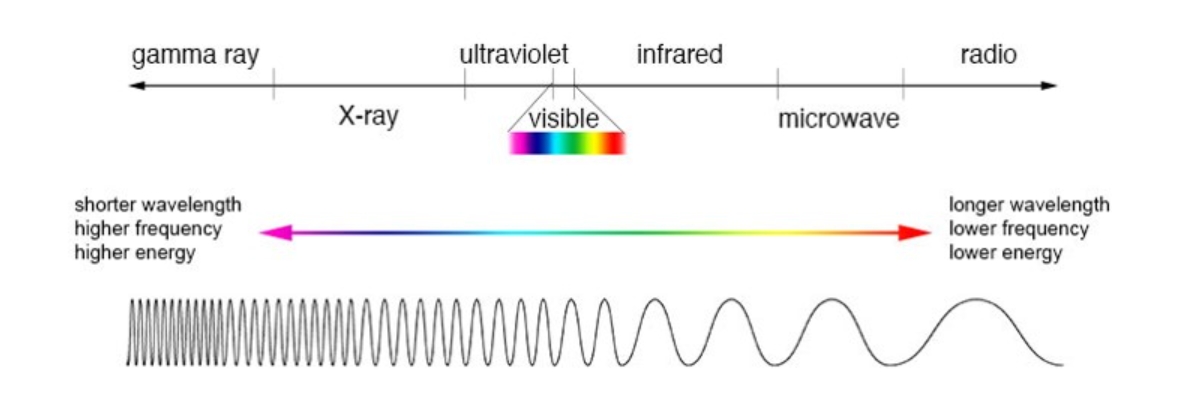 gamma ray
ultraviolet
infrared
radio
X-ray
visible
microwave
shorter wavelength
higher frequency
higher energy
longer wavelength
lower frequency
lower energy